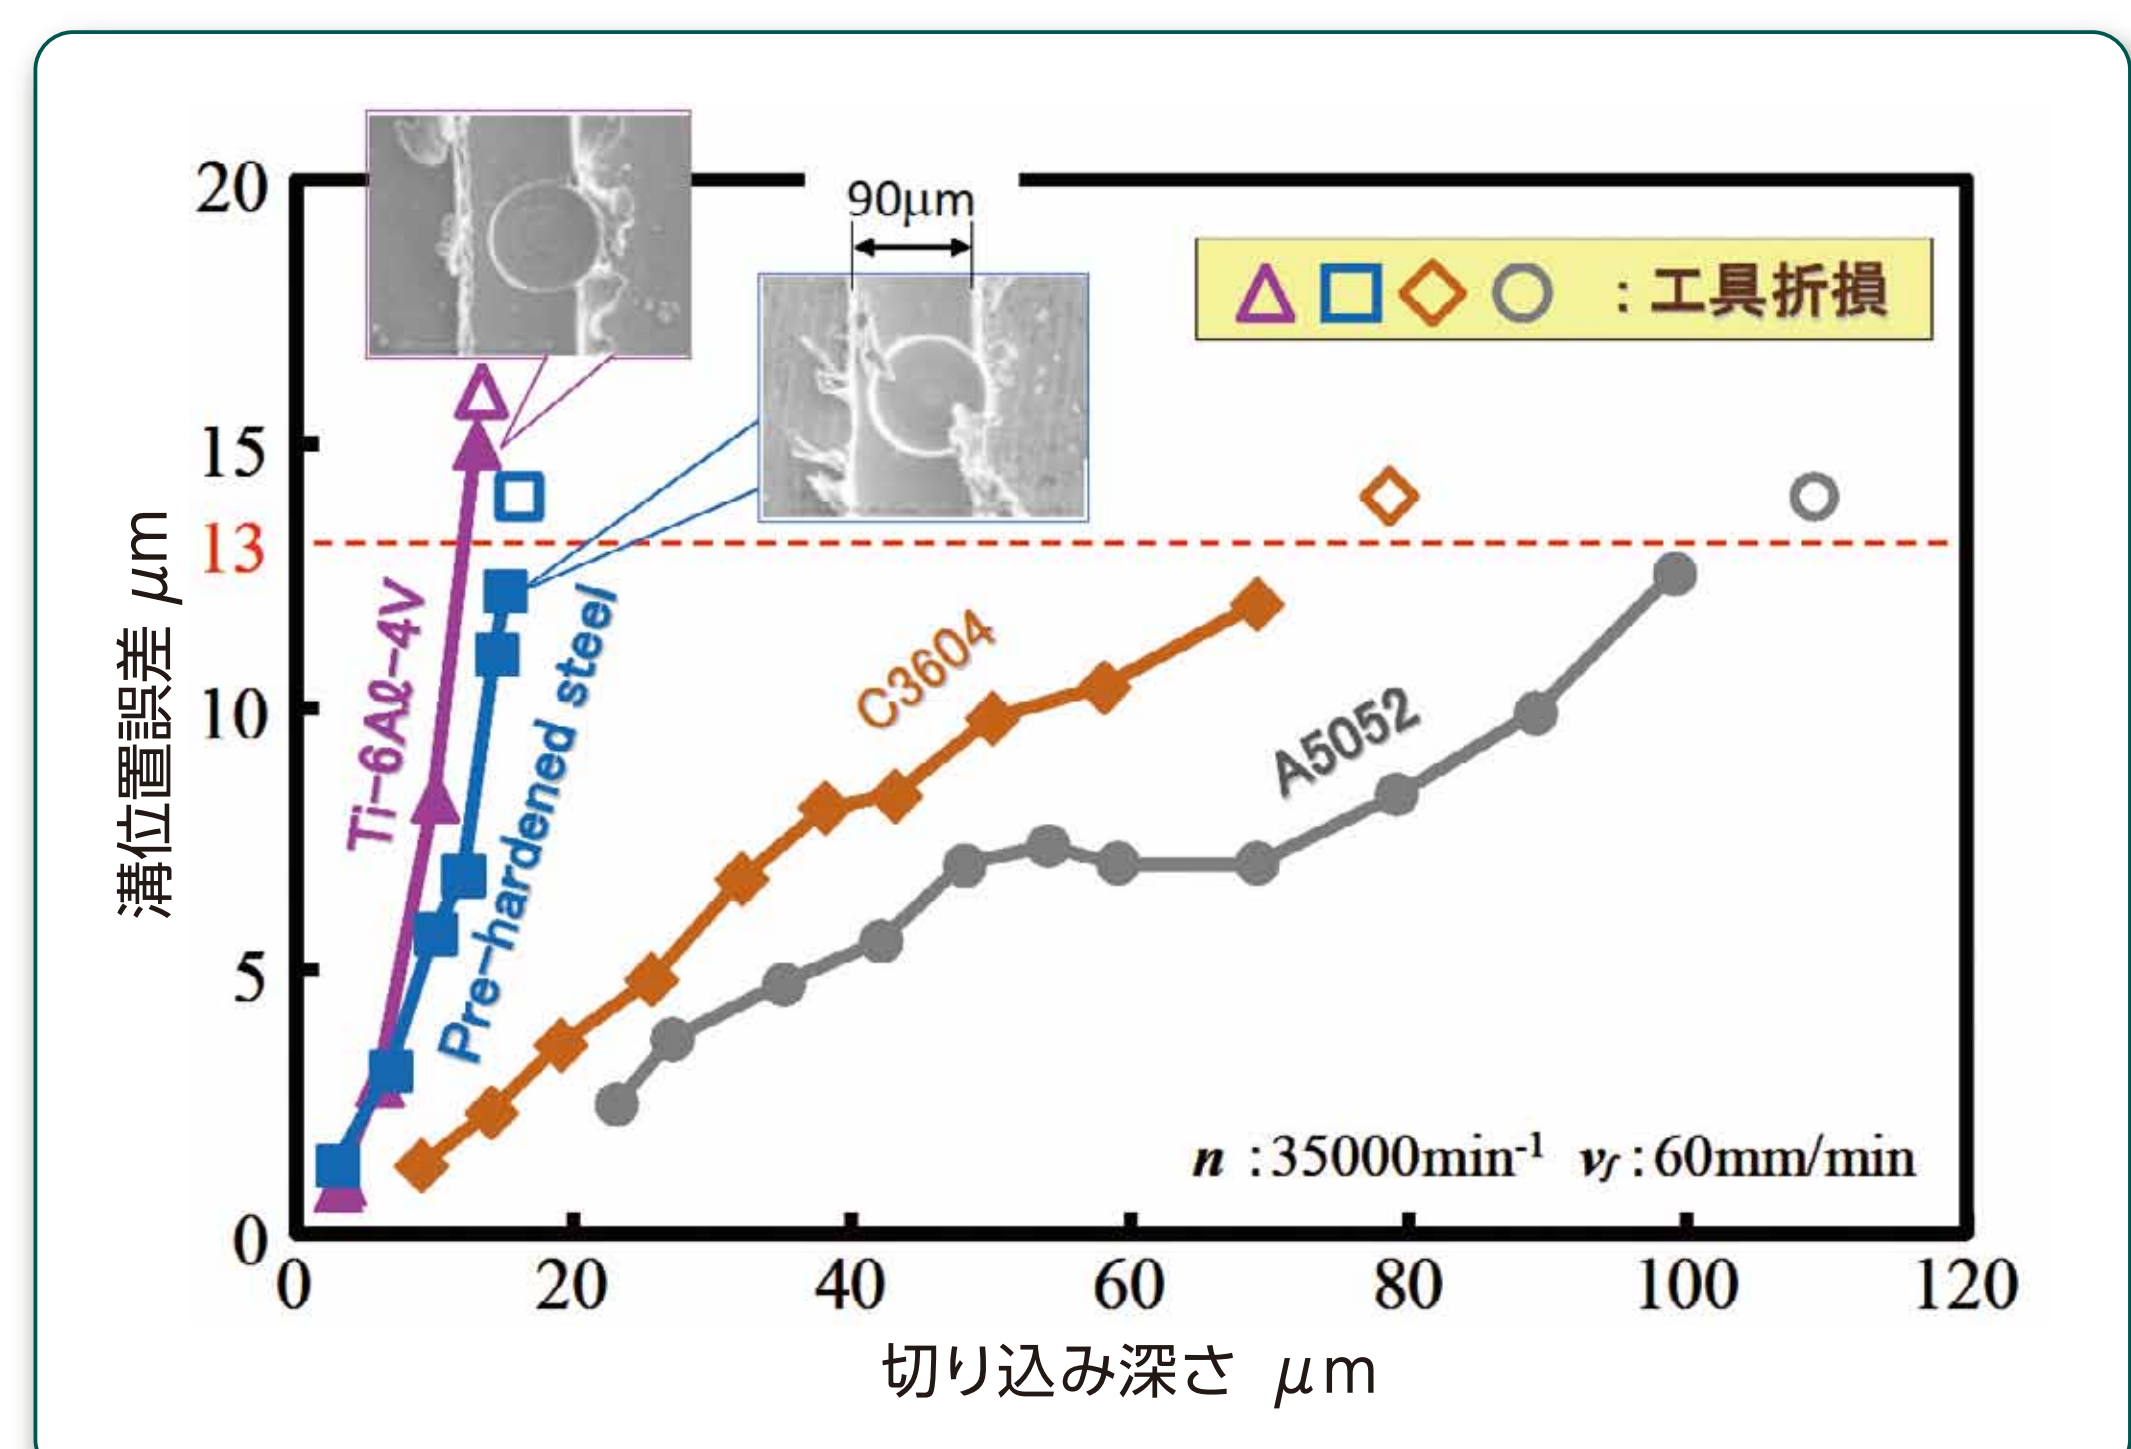 20
15
13
10
5
0
溝位置誤差 μm
90μm
: 工具折損
Ti-6Aℓ-4V
Pre-hardened steel
C3604
A5052
n :35000min⁻¹ vf :60mm/min
0 20 40 60 80 100 120
切り込み深さ μm